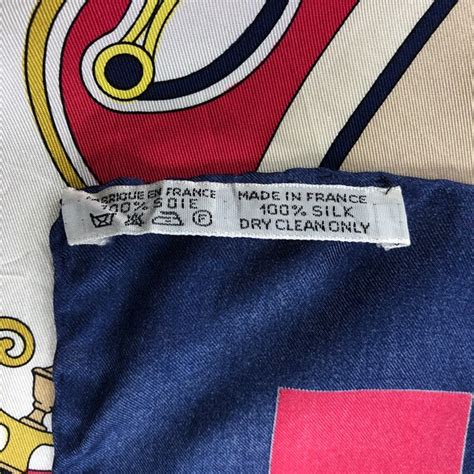 FABRIQUE EN FRANCE
100% SOIE
F
MADE IN FRANCE
100% SILK
DRY CLEAN ONLY